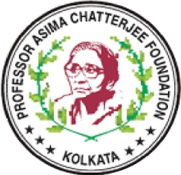 PROFESSOR ASIMA CHATTERJEE FOUNDATION
KOLKATA